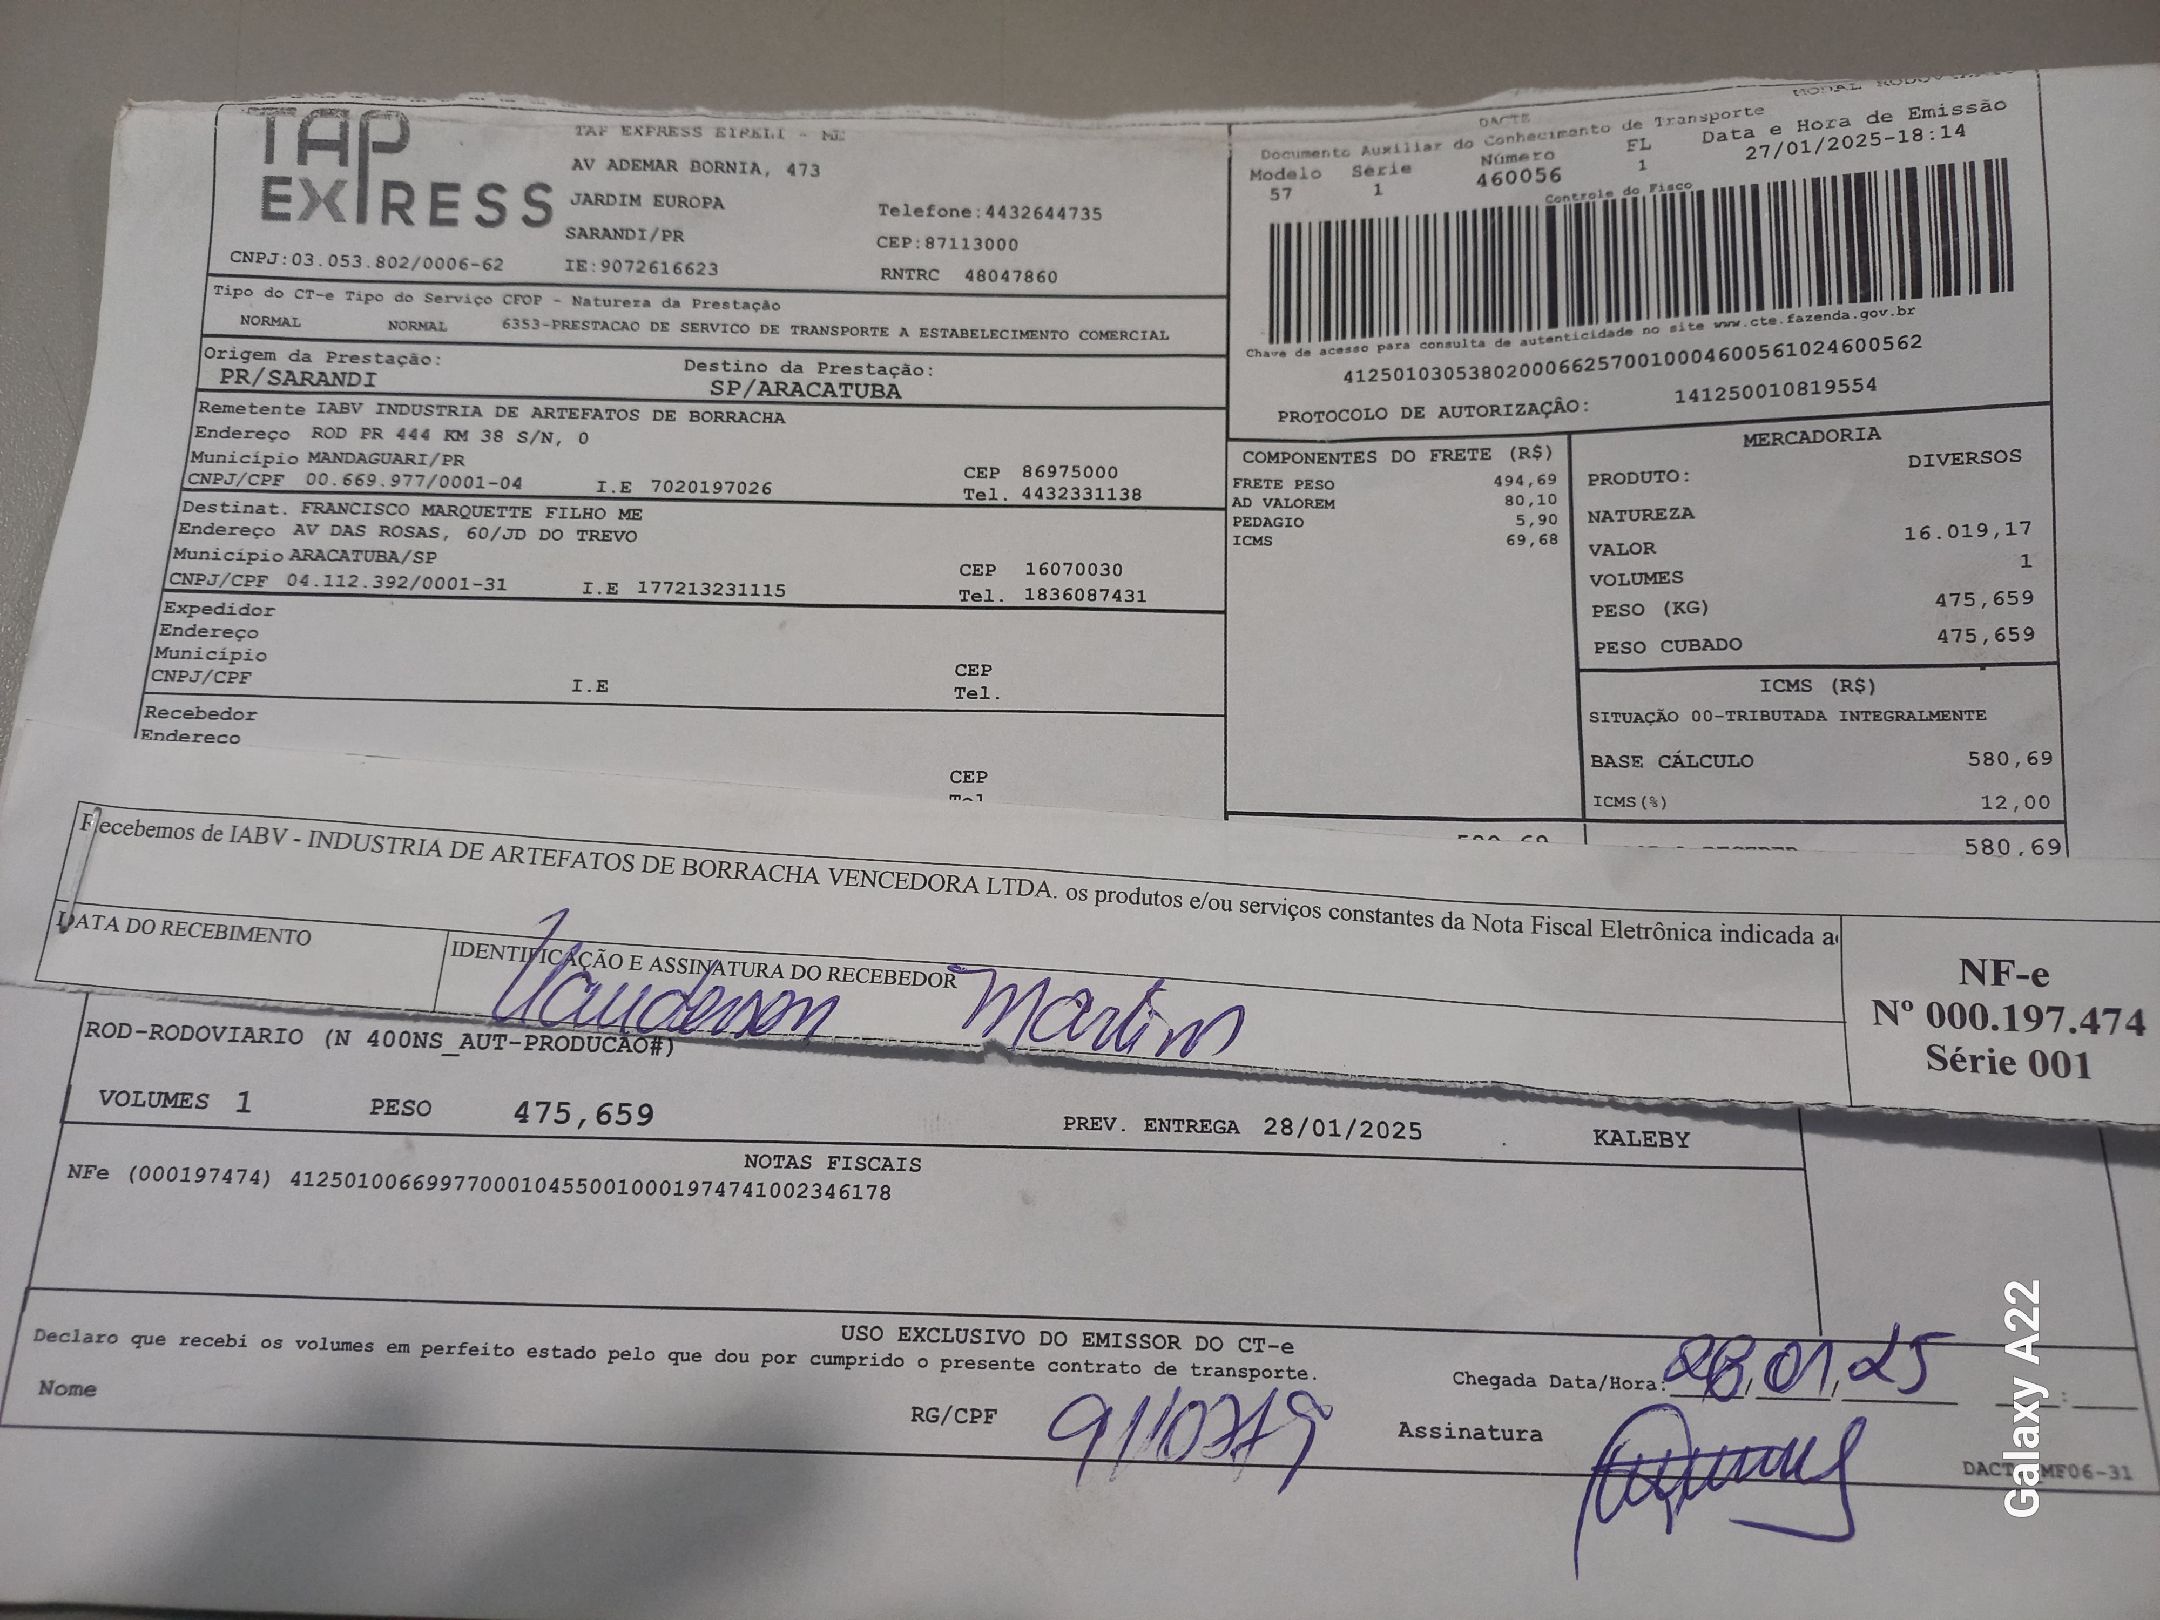 TAP EXPRESS
TAP EXPRESS EIRELI - ME
AV ADEMAR BORNIA, 473
JARDIM EUROPA
Telefone:4432644735
SARANDI/PR
CEP:87113000
CNPJ:03.053.802/0006-62 IE:9072616623 RNTRC 48047860
Tipo do CT-e Tipo do Serviço CFOP - Natureza da Prestação
NORMAL NORMAL 6353-PRESTACAO DE SERVICO DE TRANSPORTE A ESTABELECIMENTO COMERCIAL
Origem da Prestação: Destino da Prestação:
PR/SARANDI SP/ARACATUBA
Remetente IABV INDUSTRIA DE ARTEFATOS DE BORRACHA
Endereço ROD PR 444 KM 38 S/N, 0
Município MANDAGUARI/PR CEP 86975000
CNPJ/CPF 00.669.977/0001-04 I.E 7020197026 Tel. 4432331138
Destinat. FRANCISCO MARQUETTE FILHO ME
Endereço AV DAS ROSAS, 60/JD DO TREVO
Município ARACATUBA/SP CEP 16070030
CNPJ/CPF 04.112.392/0001-31 I.E 177213231115 Tel. 1836087431
Expedidor
Endereço
Município CEP
CNPJ/CPF I.E Tel.
Recebedor
Endereco
CEP
Tel
MODAL RODOVIARIO
DACTE
Documento Auxiliar do Conhecimento de Transporte
Data e Hora de Emissão
Modelo Série Número FL
57 1 460056 1 27/01/2025-18:14
Controle do Fisco
Chave de acesso para consulta de autenticidade no site www.cte.fazenda.gov.br
41250103053802000662570010004600561024600562
PROTOCOLO DE AUTORIZAÇÃO: 141250010819554
COMPONENTES DO FRETE (R$)
FRETE PESO 494,69
AD VALOREM 80,10
PEDAGIO 5,90
ICMS 69,68
580,69
MERCADORIA
PRODUTO: DIVERSOS
NATUREZA
VALOR 16.019,17
VOLUMES 1
PESO (KG) 475,659
PESO CUBADO 475,659
ICMS (R$)
SITUAÇÃO 00-TRIBUTADA INTEGRALMENTE
BASE CÁLCULO 580,69
ICMS(%) 12,00
580,69
Recebemos de IABV - INDUSTRIA DE ARTEFATOS DE BORRACHA VENCEDORA LTDA. os produtos e/ou serviços constantes da Nota Fiscal Eletrônica indicada a
DATA DO RECEBIMENTO IDENTIFICAÇÃO E ASSINATURA DO RECEBEDOR
Vanderson Martins
NF-e
Nº 000.197.474
Série 001
ROD-RODOVIARIO (N 400NS_AUT-PRODUCÃO#)
VOLUMES 1 PESO 475,659 PREV. ENTREGA 28/01/2025 KALEBY
NOTAS FISCAIS
NFe (000197474) 41250100669977000104550010001974741002346178
USO EXCLUSIVO DO EMISSOR DO CT-e
Declaro que recebi os volumes em perfeito estado pelo que dou por cumprido o presente contrato de transporte.
Chegada Data/Hora: 28,01,25 :
Nome RG/CPF Assinatura
MF06-31
Galaxy A22